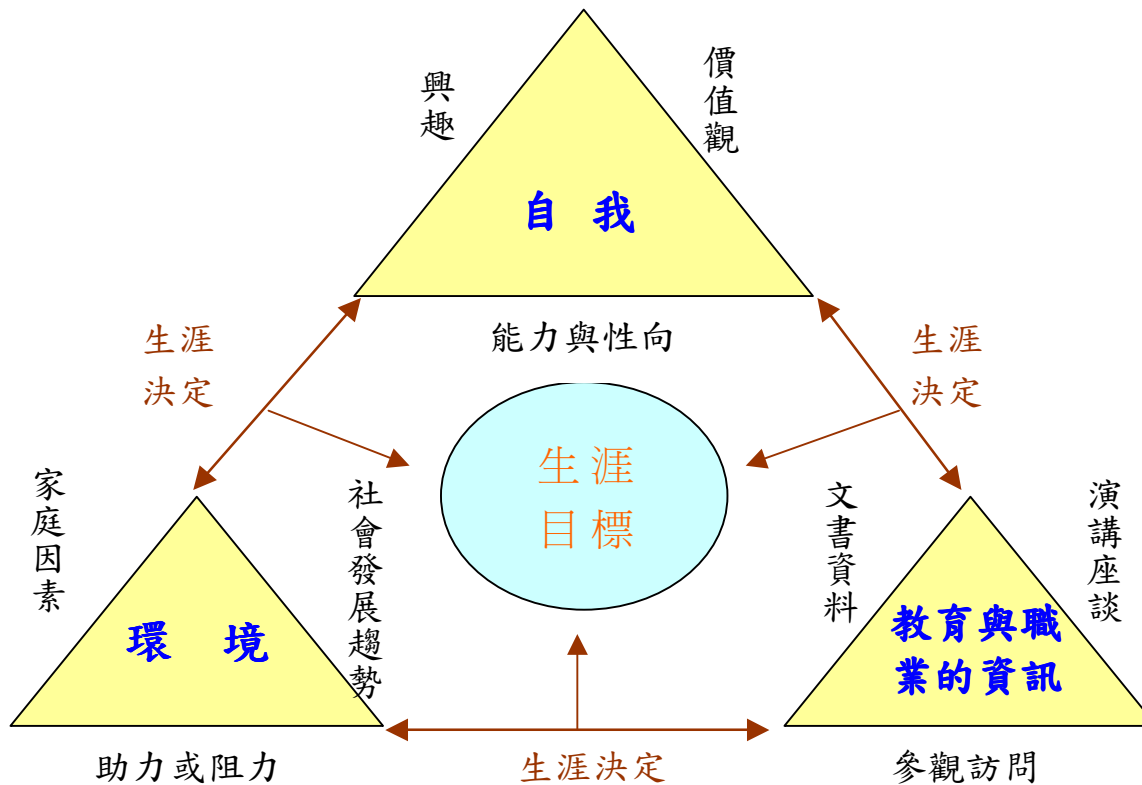 興趣
價值觀
自 我
能力與性向
生涯
決定
生涯
決定
生涯
目標
家庭因素
社會發展趨勢
環 境
助力或阻力
文書資料
演講座談
教育與職
業的資訊
參觀訪問
生涯決定